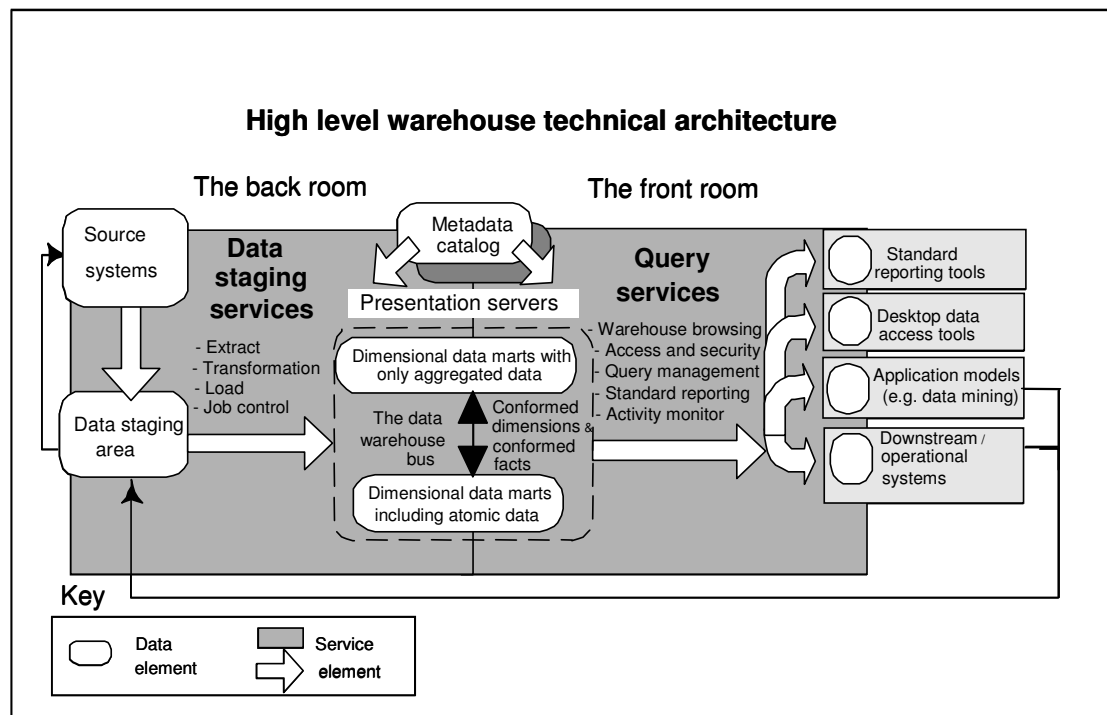 High level warehouse technical architecture
The back room
The front room
Source
systems
Data
staging
services
- Extract
- Transformation
- Load
- Job control
Data staging
area
Metadata
catalog
Presentation servers
Dimensional data marts with
only aggregated data
The data
warehouse
bus
Conformed
dimensions &
conformed
facts
Dimensional data marts
including atomic data
Query
services
- Warehouse browsing
- Access and security
- Query management
- Standard reporting
- Activity monitor
Standard
reporting tools
Desktop data
access tools
Application models
(e.g. data mining)
Downstream /
operational
systems
Key
Data
element
Service
element